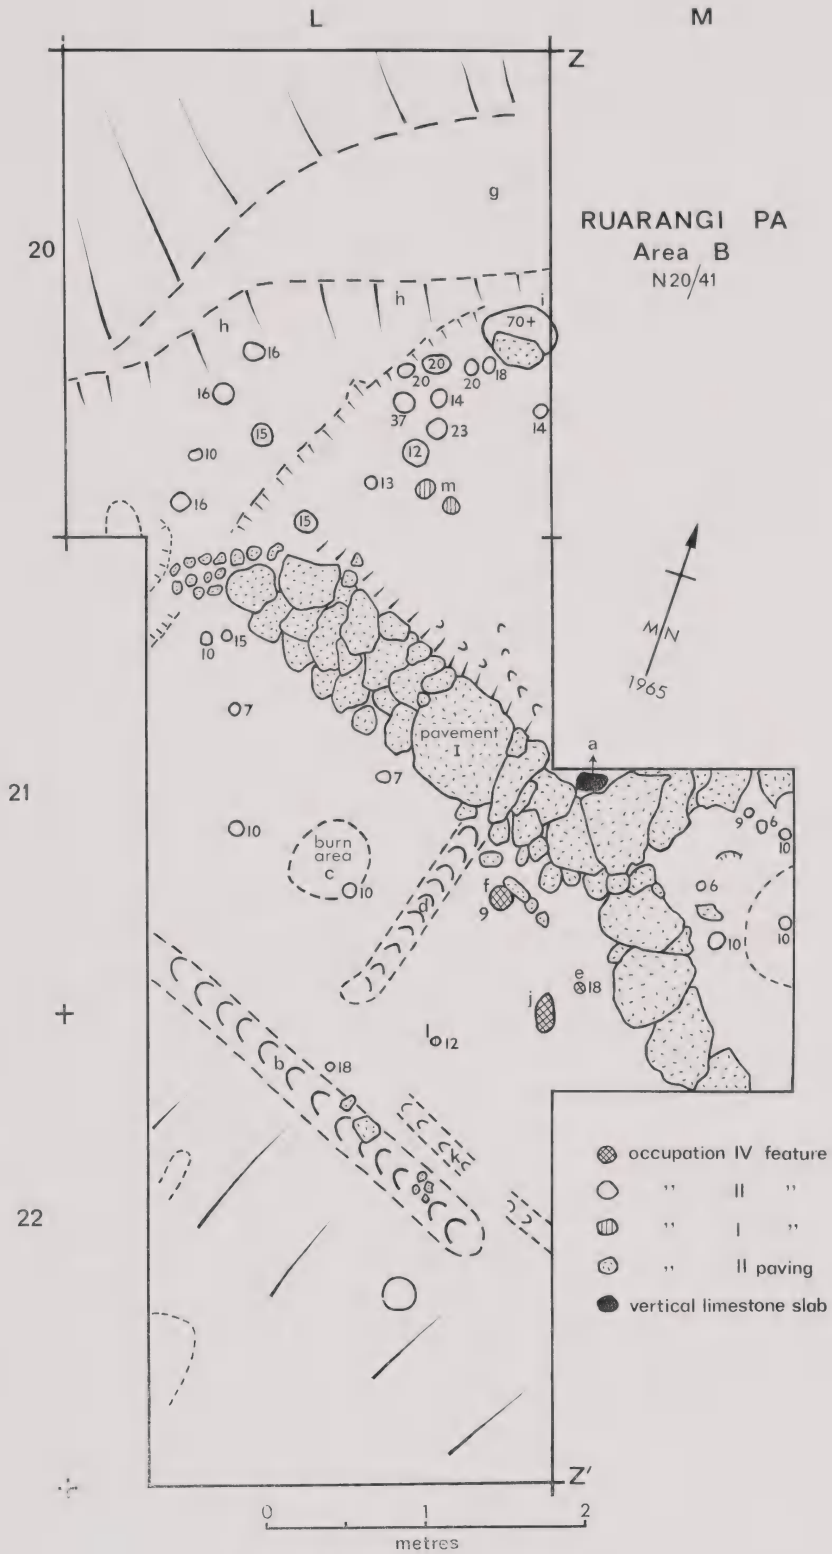 L M
Z
g
RUARANGI PA
Area B
N20/41
20
h
h
i
70+
16
20
20
20
18
16
37
14
14
15
23
10
12
13
m
16
15
10
15
M/N
1965
7
pavement
I
a
21
7
9
6
10
10
burn
area
c
10
d
f
9
6
10
10
e
18
j
l
12
b
18
k
occupation IV feature
" II "
" I "
" II paving
vertical limestone slab
22
Z'
0 1 2
metres